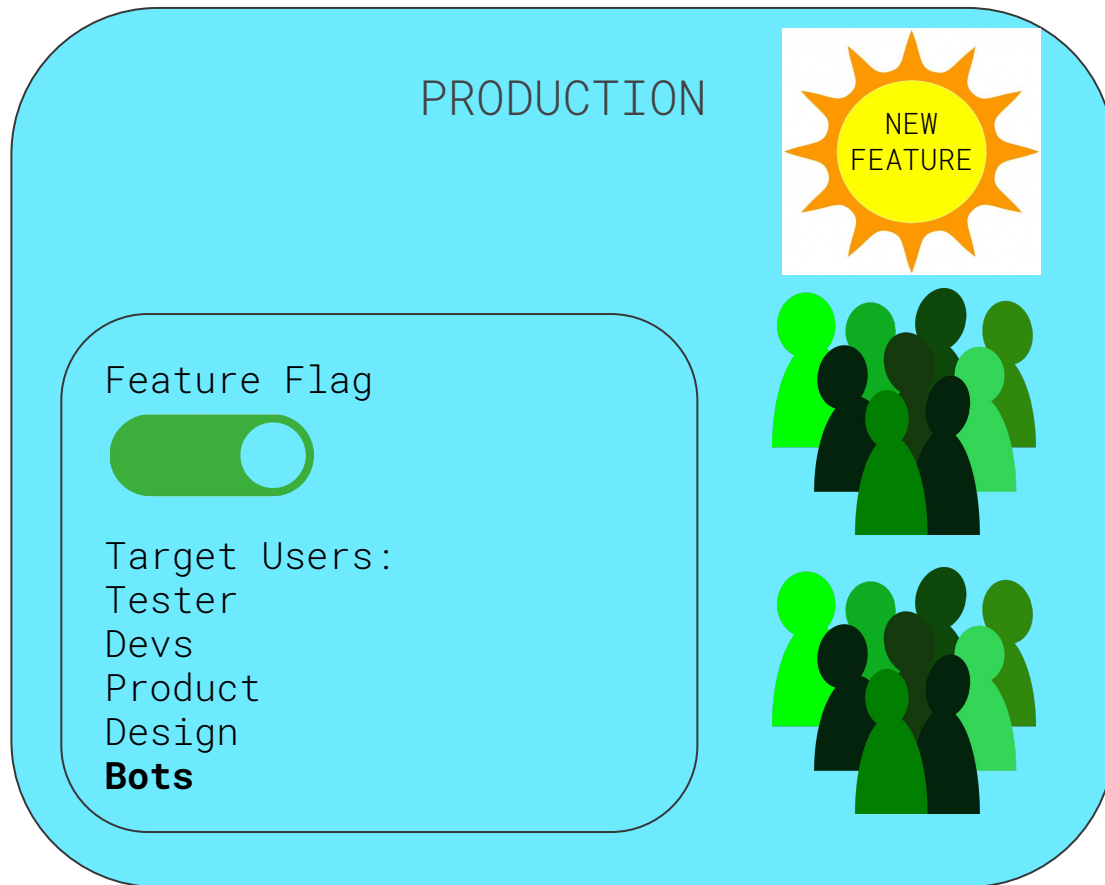 PRODUCTION
NEW
FEATURE
Feature Flag
Target Users:
Tester
Devs
Product
Design
Bots